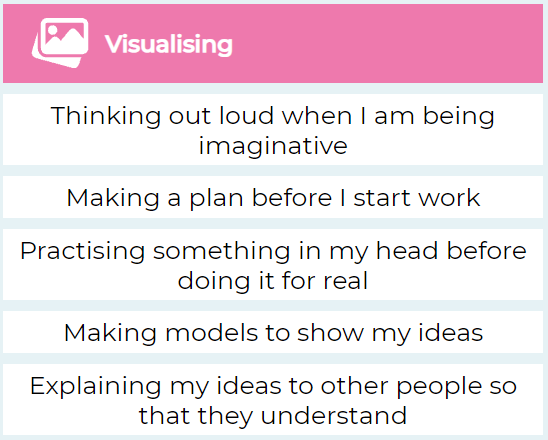 Visualising
Thinking out loud when I am being
imaginative
Making a plan before I start work
Practising something in my head before
doing it for real
Making models to show my ideas
Explaining my ideas to other people so
that they understand